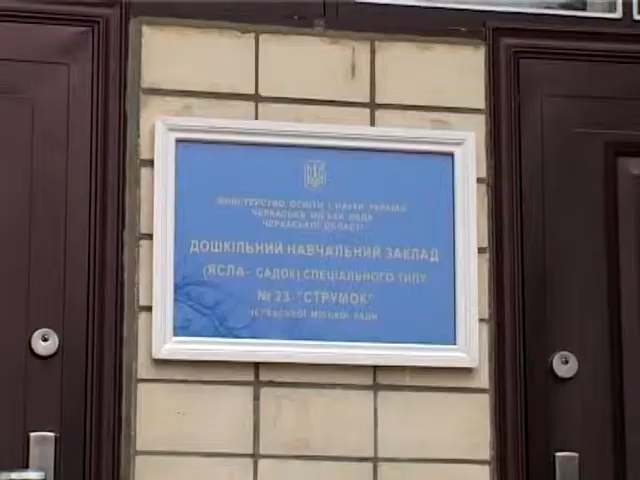 МІНІСТЕРСТВО ОСВІТИ І НАУКИ УКРАЇНИ
ЧЕРКАСЬКА МІСЬКА РАДА
ЧЕРКАСЬКОЇ ОБЛАСТІ
ДОШКІЛЬНИЙ НАВЧАЛЬНИЙ ЗАКЛАД
(ЯСЛА - САДОК) СПЕЦІАЛЬНОГО ТИПУ
№ 23 "СТРУМОК"
ЧЕРКАСЬКОЇ МІСЬКОЇ РАДИ